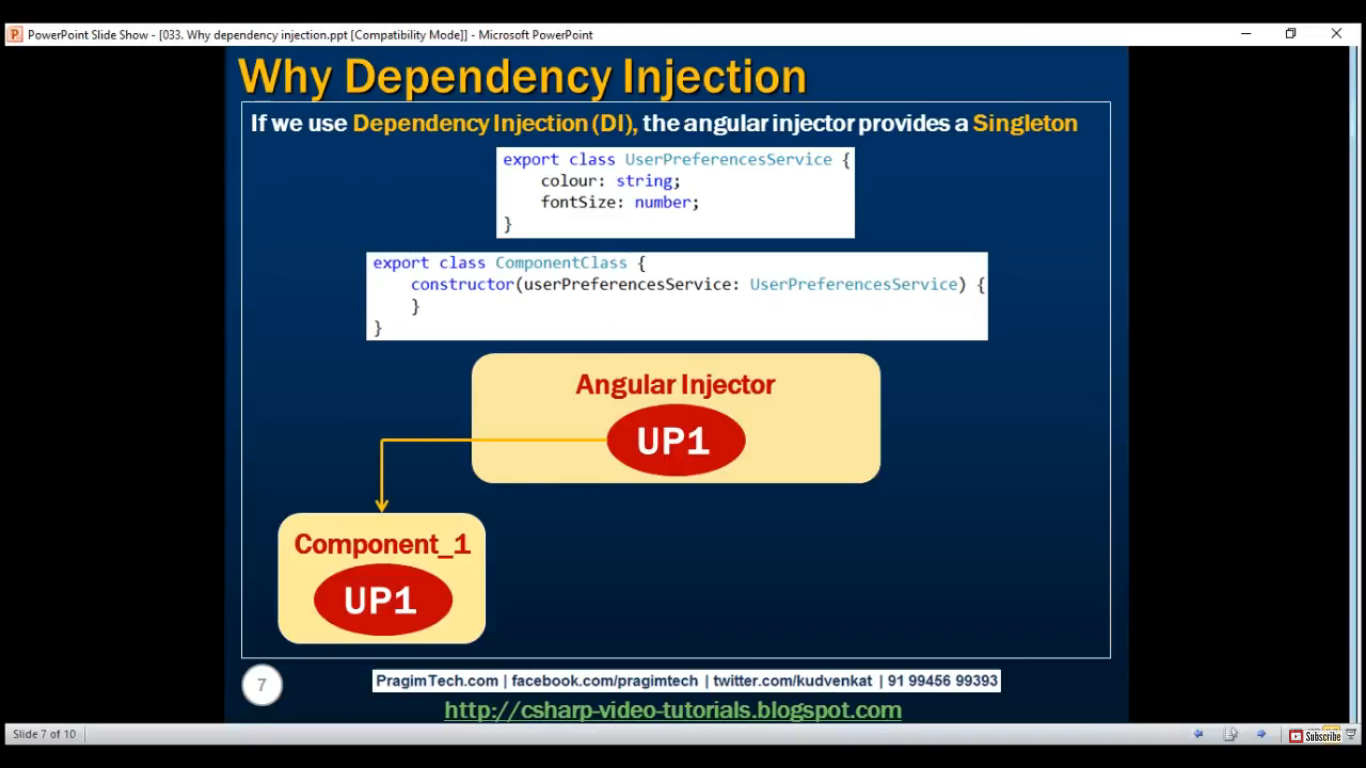 PowerPoint Slide Show - [033. Why dependency injection.ppt [Compatibility Mode]] - Microsoft PowerPoint
Why Dependency Injection
If we use Dependency Injection (DI), the angular injector provides a Singleton
export class UserPreferencesService {
colour: string;
fontSize: number;
}
export class ComponentClass {
constructor(userPreferencesService: UserPreferencesService) {
}
}
Angular Injector
UP1
Component_1
UP1
7
PragimTech.com | facebook.com/pragimtech | twitter.com/kudvenkat | 91 99456 99393
http://csharp-video-tutorials.blogspot.com
Slide 7 of 10
Subscribe